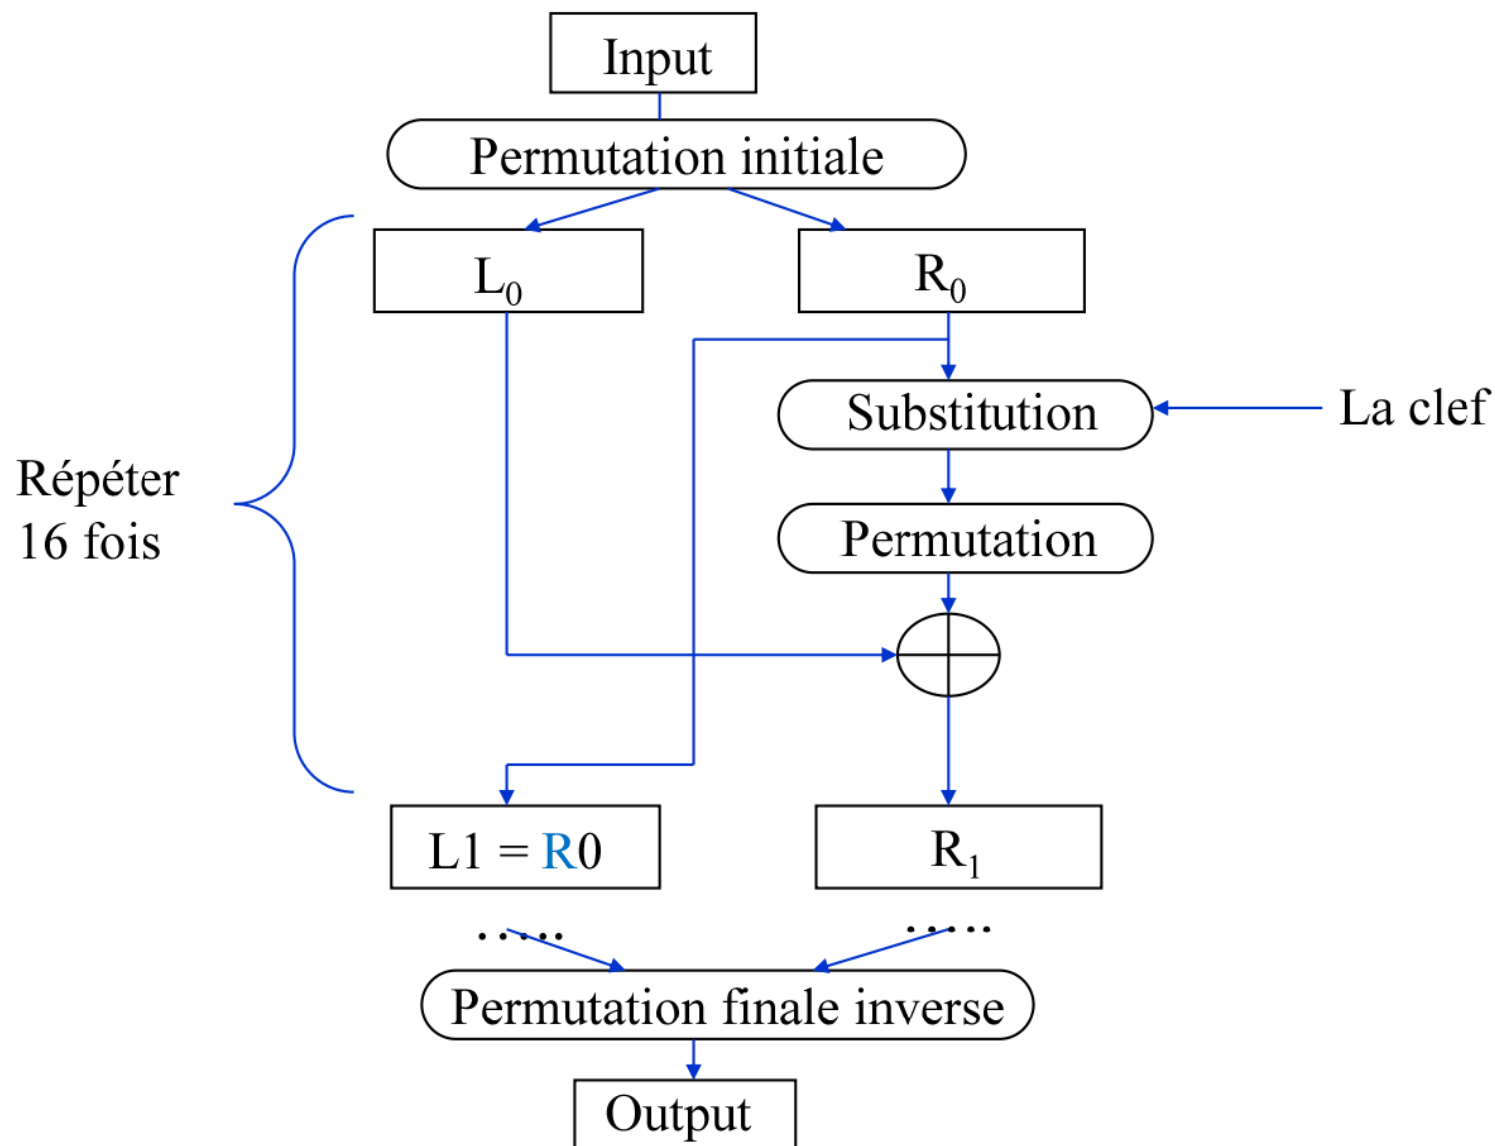 Input
Permutation initiale
L0
R0
Substitution
La clef
Répéter
16 fois
Permutation
L1 = R0
R1
.....
.....
Permutation finale inverse
Output